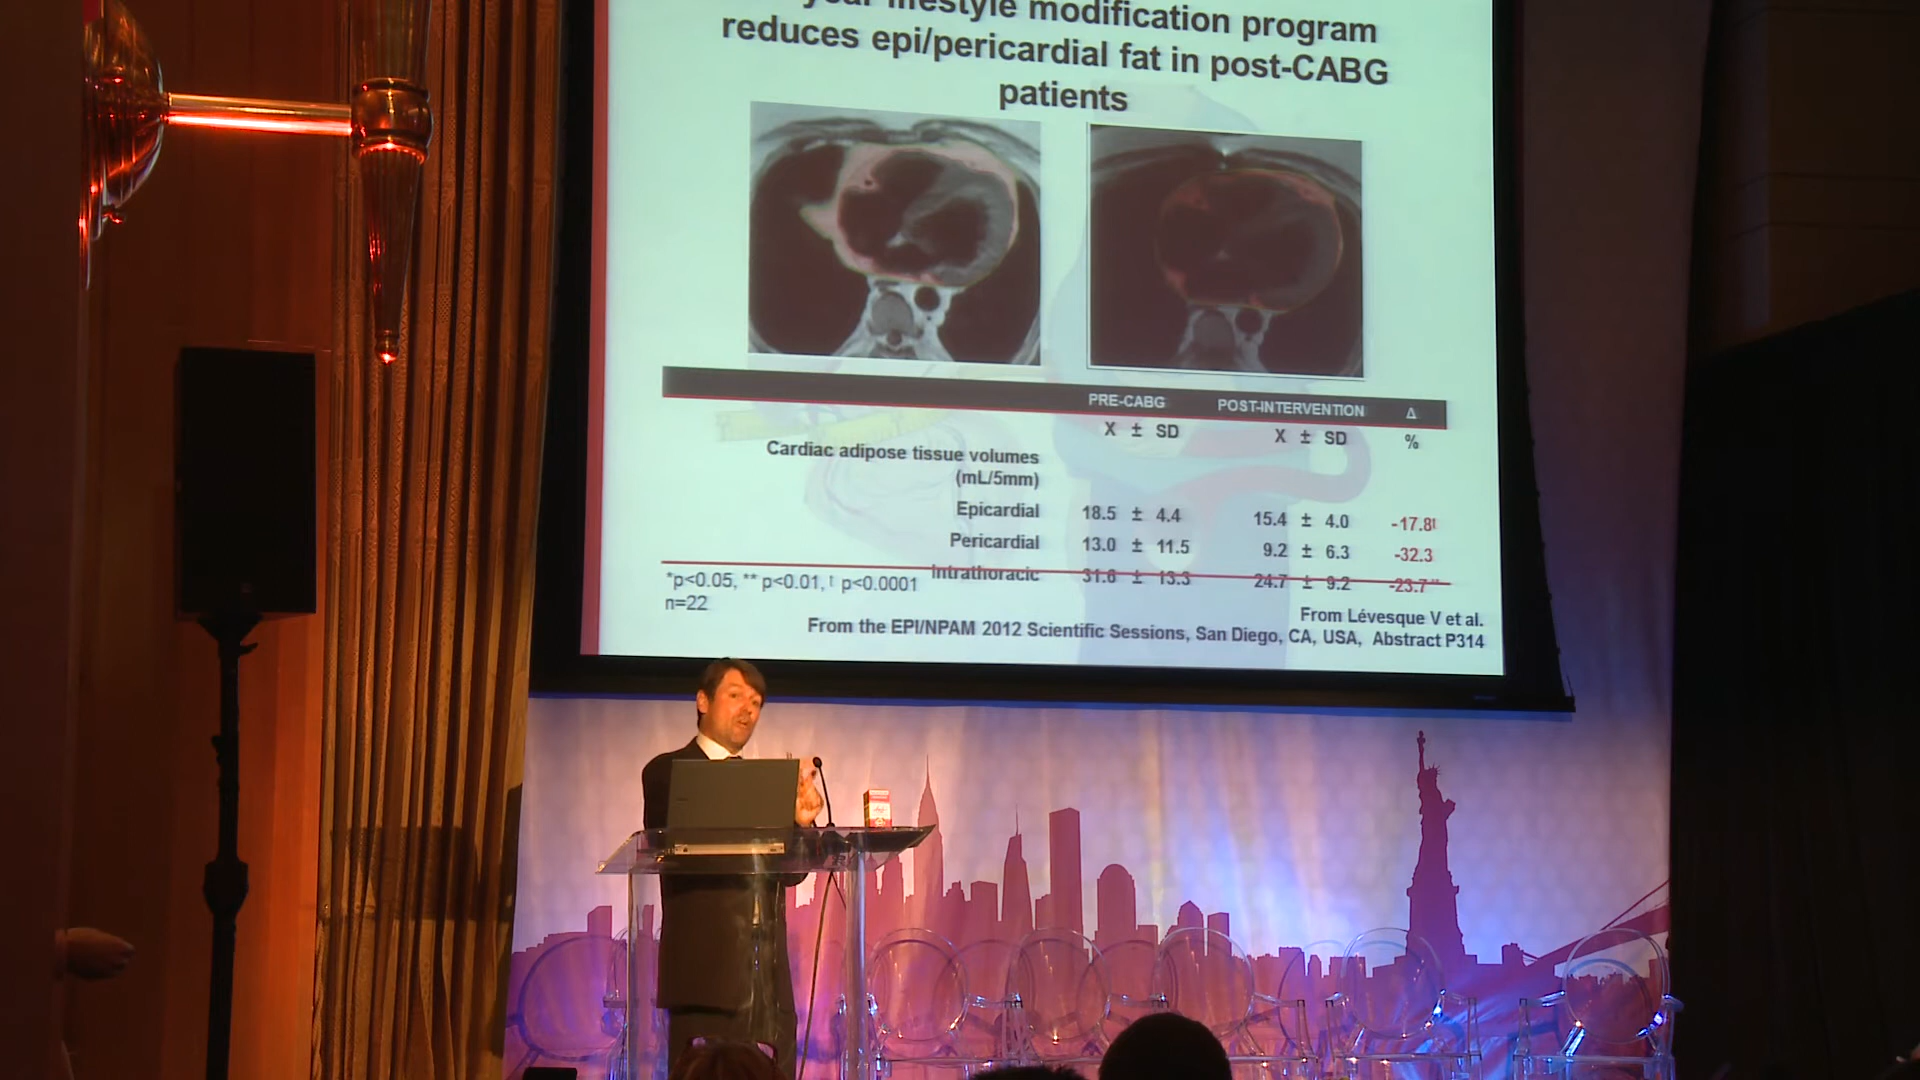 year lifestyle modification program
reduces epi/pericardial fat in post-CABG
patients
PRE-CABG POST-INTERVENTION Δ
X ± SD X ± SD %
Cardiac adipose tissue volumes
(mL/5mm)
Epicardial 18.5 ± 4.4 15.4 ± 4.0 -17.8ŧ
Pericardial 13.0 ± 11.5 9.2 ± 6.3 -32.3
Intrathoracic 31.6 ± 13.3 24.7 ± 9.2 -23.7**
*p<0.05, ** p<0.01, ŧ p<0.0001
n=22
From Lévesque V et al.
From the EPI/NPAM 2012 Scientific Sessions, San Diego, CA, USA, Abstract P314